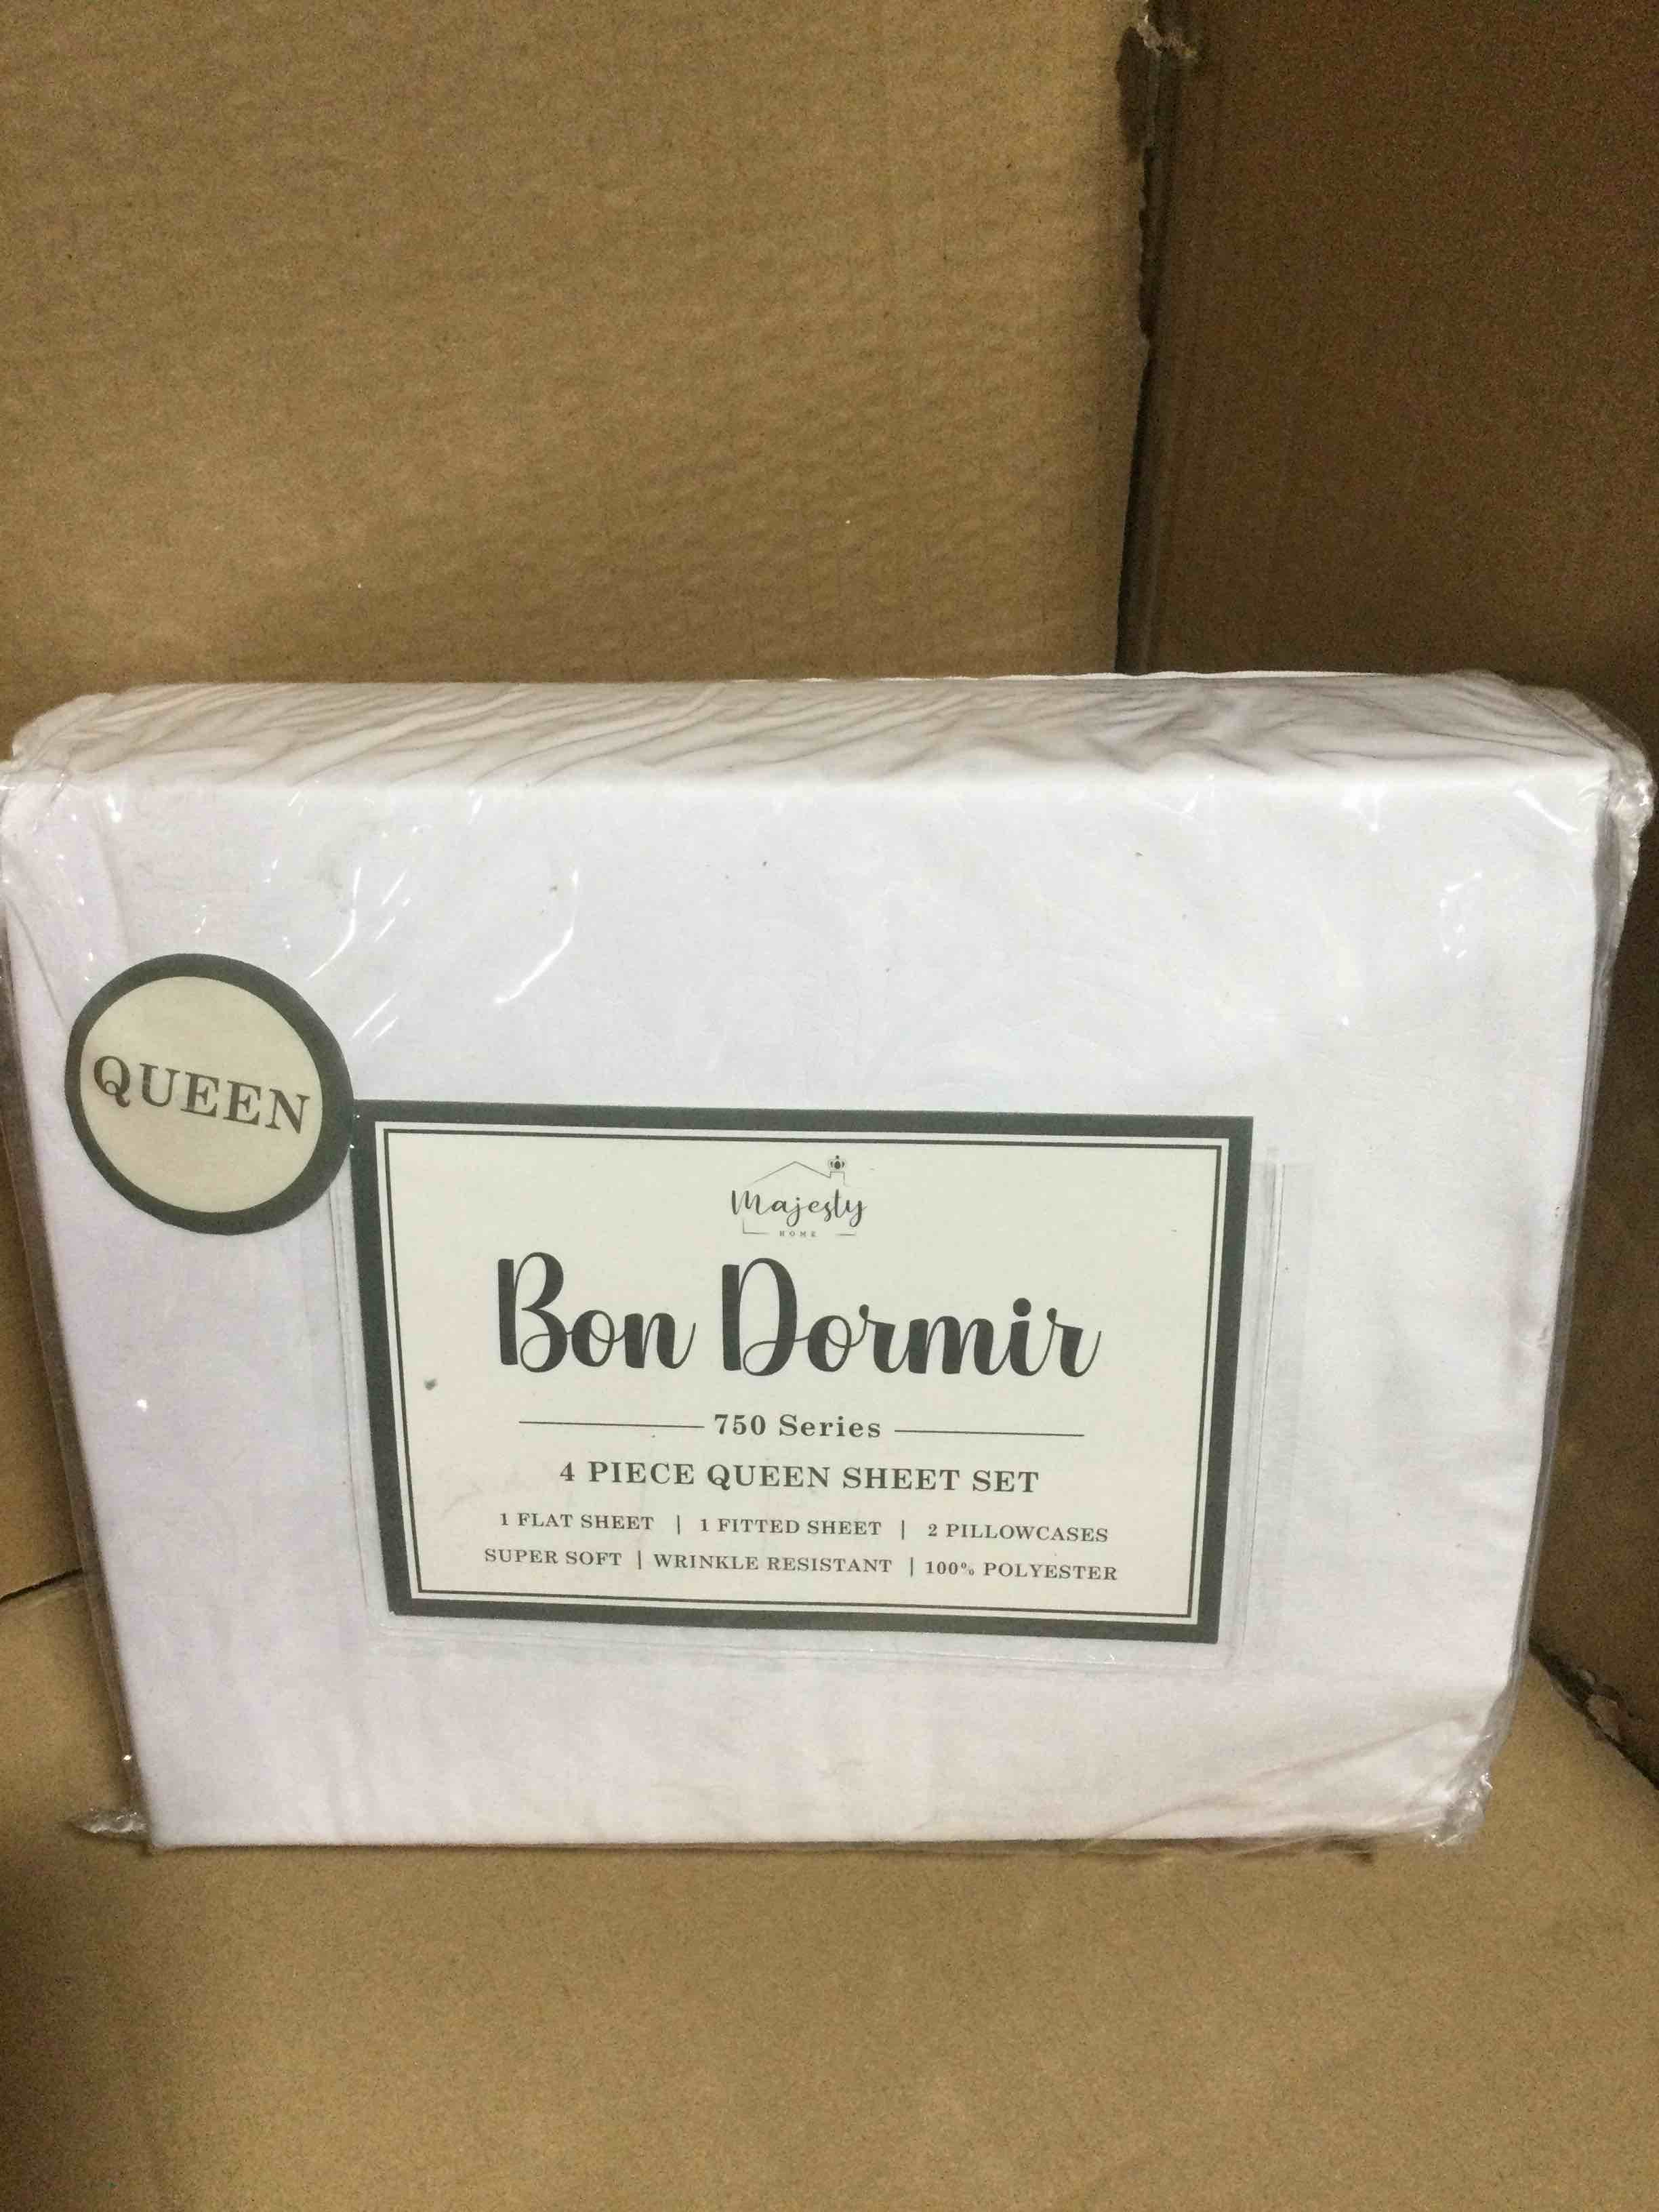 QUEEN
Majesty
HOME
Bon Dormir
750 Series
4 PIECE QUEEN SHEET SET
1 FLAT SHEET | 1 FITTED SHEET | 2 PILLOWCASES
SUPER SOFT | WRINKLE RESISTANT | 100% POLYESTER